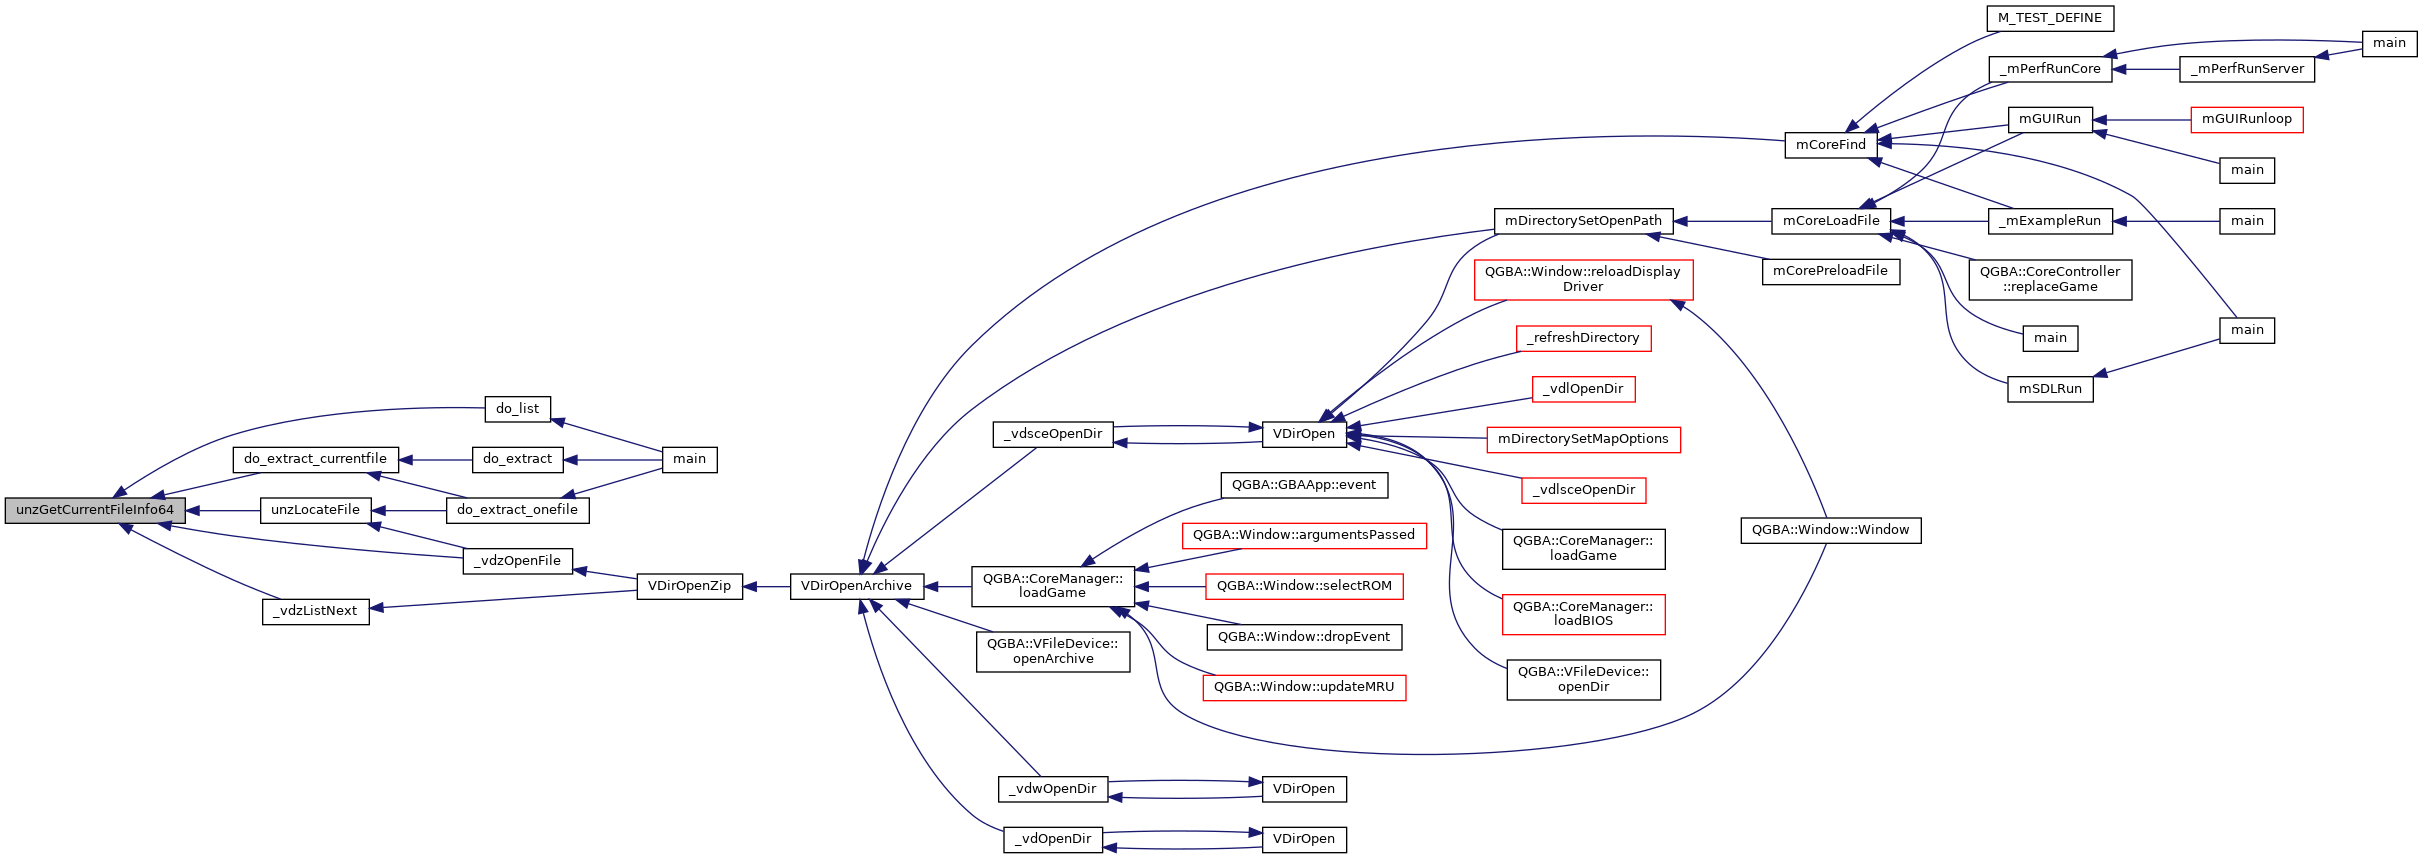 unzGetCurrentFileInfo64
do_list
do_extract_currentfile
do_extract
main
unzLocateFile
do_extract_onefile
_vdzOpenFile
_vdzListNext
VDirOpenZip
VDirOpenArchive
mCoreFind
M_TEST_DEFINE
_mPerfRunCore
_mPerfRunServer
main
mGUIRun
mGUIRunloop
main
mDirectorySetOpenPath
mCoreLoadFile
_mExampleRun
main
mCorePreloadFile
QGBA::CoreController
::replaceGame
main
main
mSDLRun
_vdsceOpenDir
VDirOpen
QGBA::Window::reloadDisplay
Driver
_refreshDirectory
_vdlOpenDir
mDirectorySetMapOptions
_vdlsceOpenDir
QGBA::CoreManager::
loadGame
QGBA::CoreManager::
loadBIOS
QGBA::VFileDevice::
openDir
QGBA::Window::Window
QGBA::CoreManager::
loadGame
QGBA::GBAApp::event
QGBA::Window::argumentsPassed
QGBA::Window::selectROM
QGBA::Window::dropEvent
QGBA::Window::updateMRU
QGBA::VFileDevice::
openArchive
_vdwOpenDir
VDirOpen
_vdOpenDir
VDirOpen